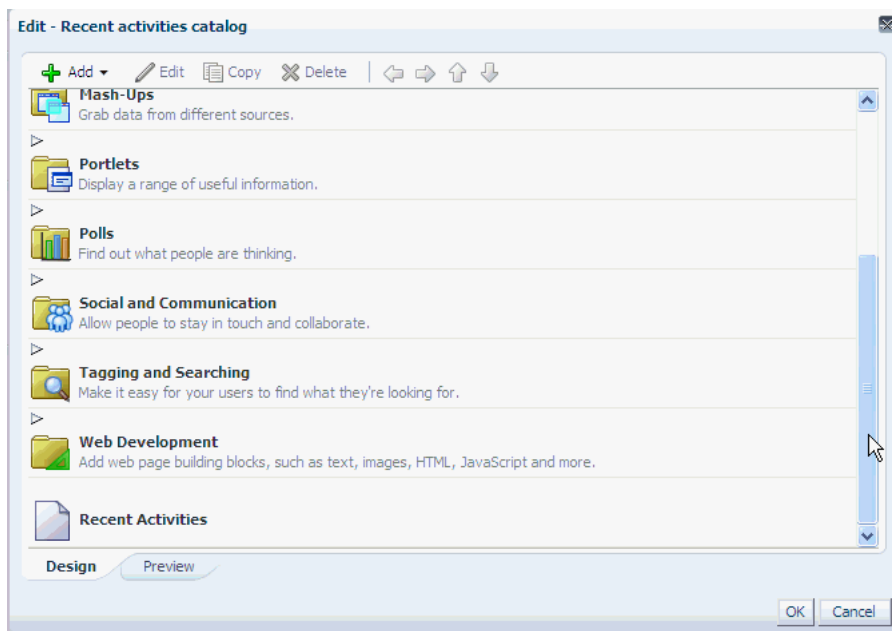 Edit - Recent activities catalog
Add Edit Copy Delete
Mash-Ups
Grab data from different sources.
Portlets
Display a range of useful information.
Polls
Find out what people are thinking.
Social and Communication
Allow people to stay in touch and collaborate.
Tagging and Searching
Make it easy for your users to find what they're looking for.
Web Development
Add web page building blocks, such as text, images, HTML, JavaScript and more.
Recent Activities
Design Preview
OK Cancel